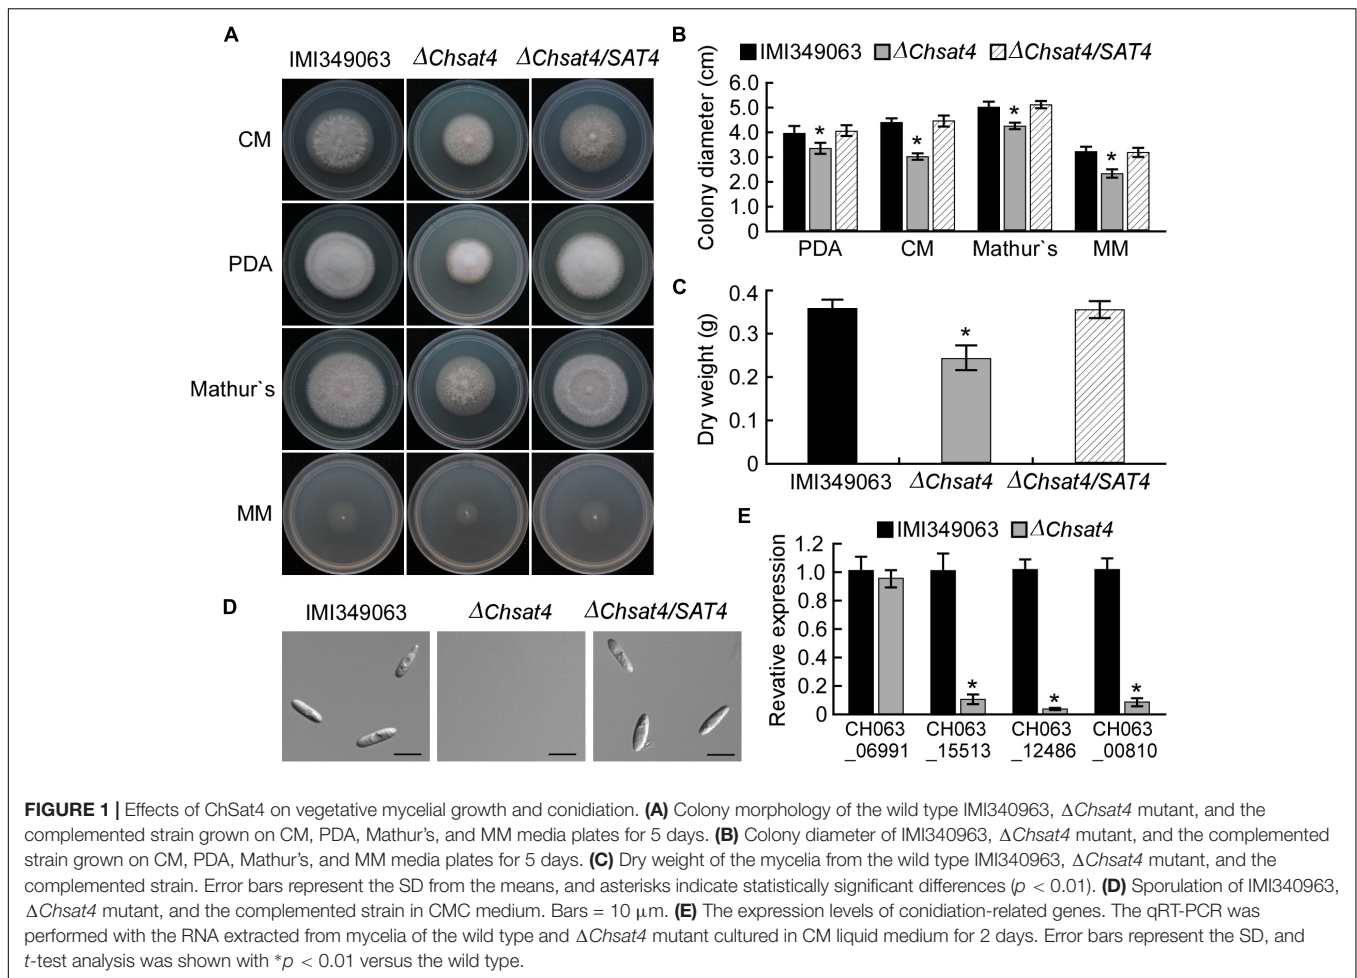 A
IMI349063 ΔChsat4 ΔChsat4/SAT4
CM
PDA
Mathur`s
MM
B
IMI349063 ΔChsat4 ΔChsat4/SAT4
Colony diameter (cm)
6.0
5.0
4.0
3.0
2.0
1.0
0
* * * *
PDA CM Mathur`s MM
C
Dry weight (g)
0.4
0.3
0.2
0.1
0
*
IMI349063 ΔChsat4 ΔChsat4/SAT4
D
IMI349063 ΔChsat4 ΔChsat4/SAT4
E
IMI349063 ΔChsat4
Revative expression
1.2
1.0
0.8
0.6
0.4
0.2
0
* * *
CH063 CH063 CH063 CH063
_06991 _15513 _12486 _00810
FIGURE 1 | Effects of ChSat4 on vegetative mycelial growth and conidiation. (A) Colony morphology of the wild type IMI340963, ΔChsat4 mutant, and the
complemented strain grown on CM, PDA, Mathur's, and MM media plates for 5 days. (B) Colony diameter of IMI340963, ΔChsat4 mutant, and the complemented
strain grown on CM, PDA, Mathur's, and MM media plates for 5 days. (C) Dry weight of the mycelia from the wild type IMI340963, ΔChsat4 mutant, and the
complemented strain. Error bars represent the SD from the means, and asterisks indicate statistically significant differences (p < 0.01). (D) Sporulation of IMI340963,
ΔChsat4 mutant, and the complemented strain in CMC medium. Bars = 10 μm. (E) The expression levels of conidiation-related genes. The qRT-PCR was
performed with the RNA extracted from mycelia of the wild type and ΔChsat4 mutant cultured in CM liquid medium for 2 days. Error bars represent the SD, and
t-test analysis was shown with *p < 0.01 versus the wild type.